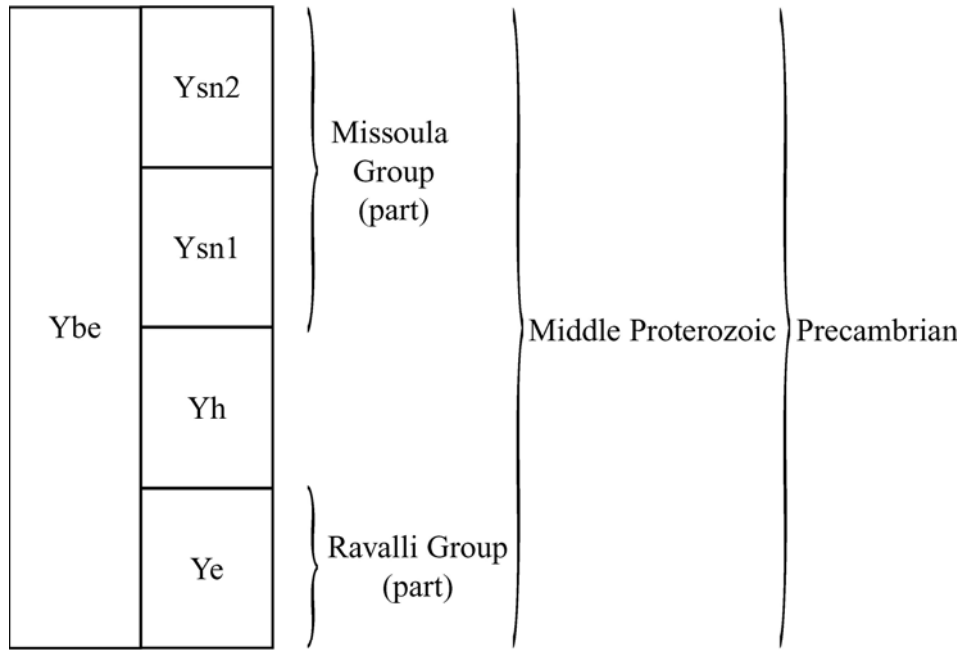 Ysn2
Missoula
Group
(part)
Ysn1
Ybe
Middle Proterozoic
Precambrian
Yh
Ravalli Group
(part)
Ye